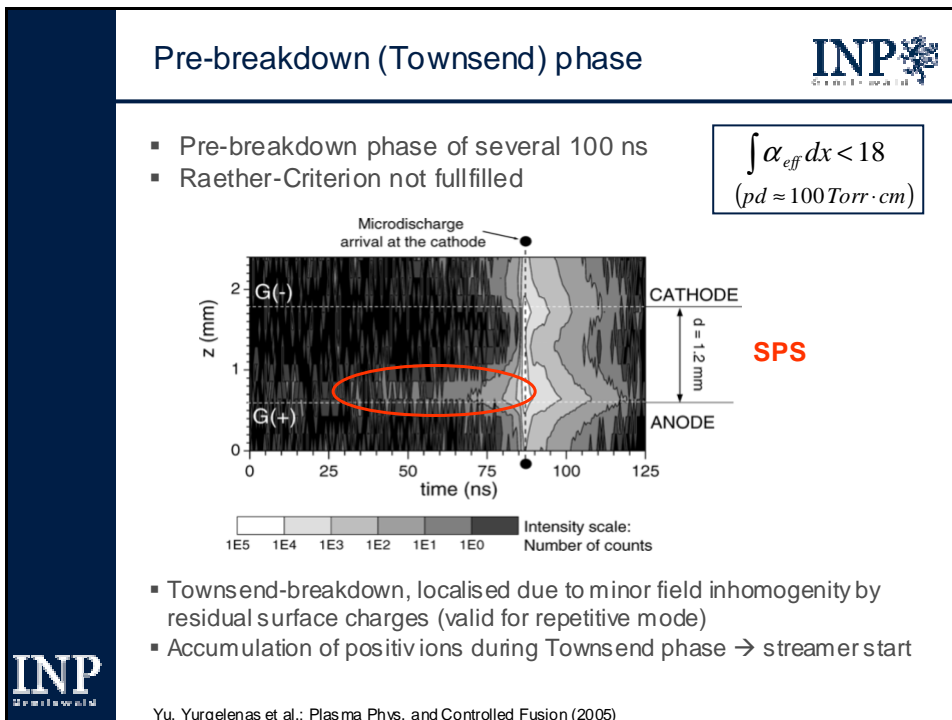 Pre-breakdown (Townsend) phase
INP
Greifswald
▪ Pre-breakdown phase of several 100 ns
▪ Raether-Criterion not fullfilled
∫ α_eff dx < 18
(pd ≈ 100 Torr · cm)
Microdischarge
arrival at the cathode
z (mm)
2
1
0
G(-)
G(+)
CATHODE
d = 1.2 mm
ANODE
SPS
0 25 50 75 100 125
time (ns)
1E5 1E4 1E3 1E2 1E1 1E0
Intensity scale:
Number of counts
▪ Townsend-breakdown, localised due to minor field inhomogenity by
residual surface charges (valid for repetitive mode)
▪ Accumulation of positiv ions during Townsend phase → streamer start
INP
Greifswald
Yu. Yurgelenas et al.: Plasma Phys. and Controlled Fusion (2005)